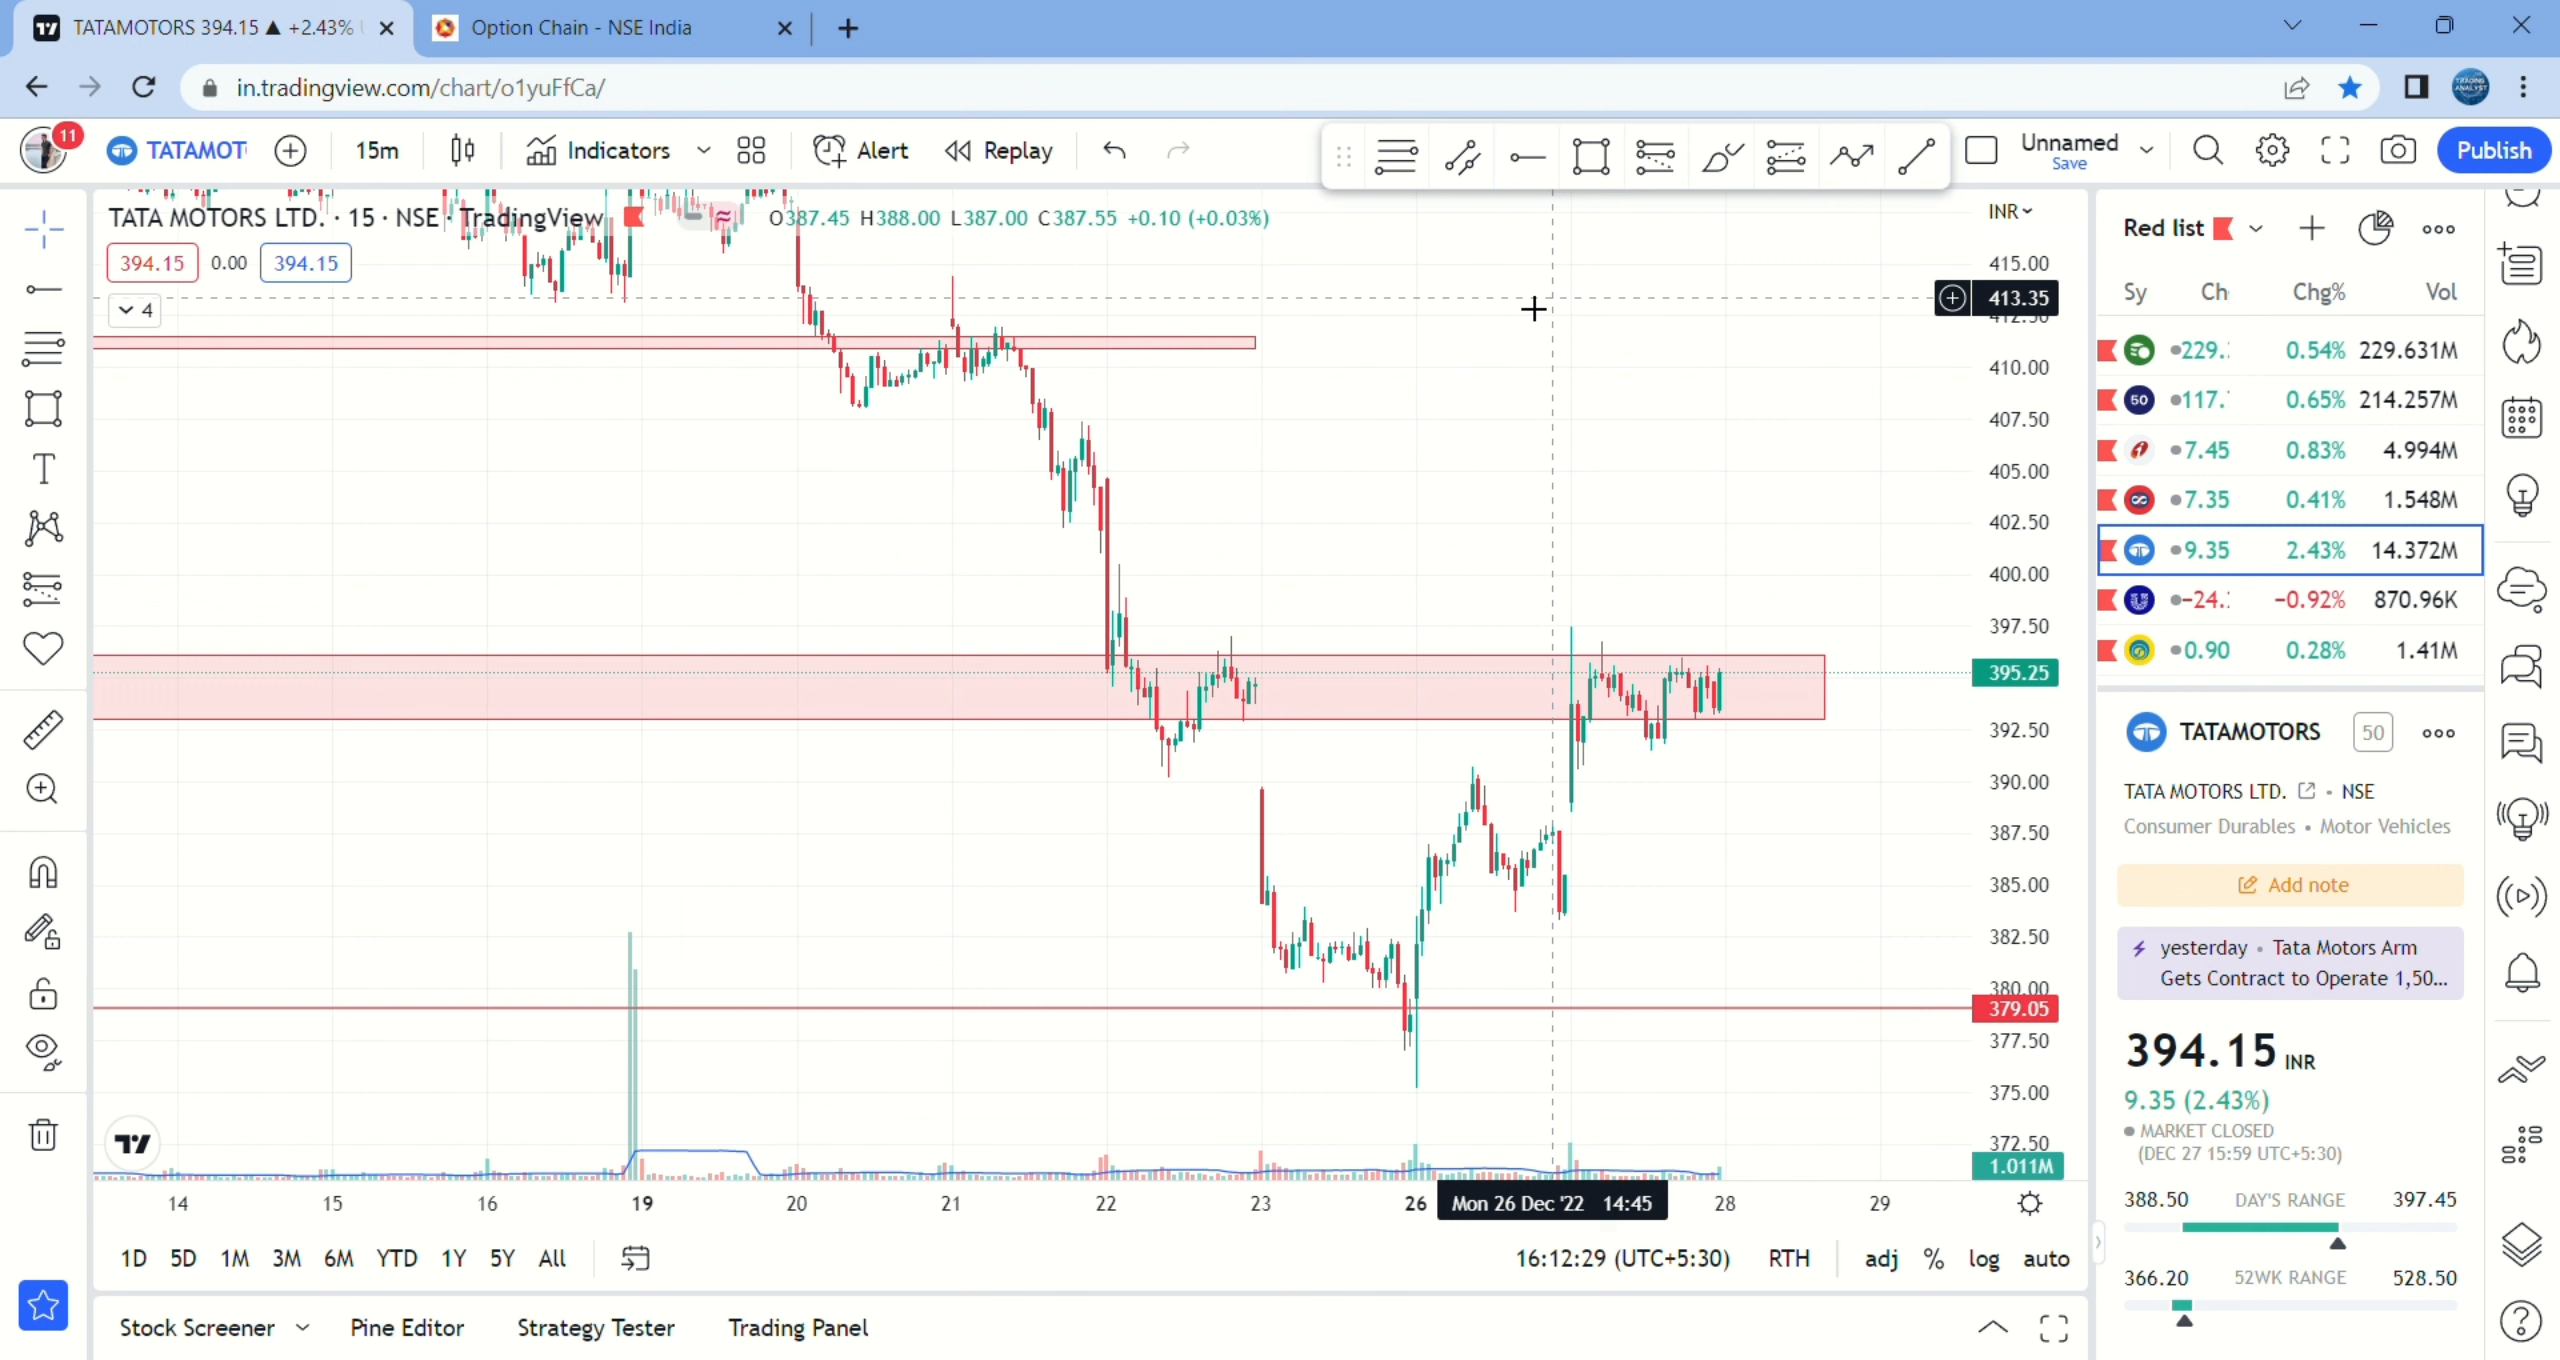 TATAMOTORS 394.15 ▲ +2.43%
Option Chain - NSE India
in.tradingview.com/chart/o1yuFfCa/
11
TATAMOT
15m
Indicators
Alert
Replay
Unnamed
Save
Publish
TATA MOTORS LTD. · 15 · NSE · TradingView
O387.45 H388.00 L387.00 C387.55 +0.10 (+0.03%)
394.15 0.00 394.15
4
INR
415.00
413.35
412.50
410.00
407.50
405.00
402.50
400.00
397.50
395.25
392.50
390.00
387.50
385.00
382.50
380.00
379.05
377.50
375.00
372.50
1.011M
14 15 16 19 20 21 22 23 26 Mon 26 Dec '22 14:45 28 29
1D 5D 1M 3M 6M YTD 1Y 5Y All
16:12:29 (UTC+5:30) RTH adj % log auto
Stock Screener Pine Editor Strategy Tester Trading Panel
Red list
Sy Ch Chg% Vol
229. 0.54% 229.631M
50 117. 0.65% 214.257M
7.45 0.83% 4.994M
7.35 0.41% 1.548M
9.35 2.43% 14.372M
−24. −0.92% 870.96K
0.90 0.28% 1.41M
TATAMOTORS 50
TATA MOTORS LTD. • NSE
Consumer Durables • Motor Vehicles
Add note
yesterday • Tata Motors Arm
Gets Contract to Operate 1,50...
394.15 INR
9.35 (2.43%)
MARKET CLOSED
(DEC 27 15:59 UTC+5:30)
388.50 DAY'S RANGE 397.45
366.20 52WK RANGE 528.50